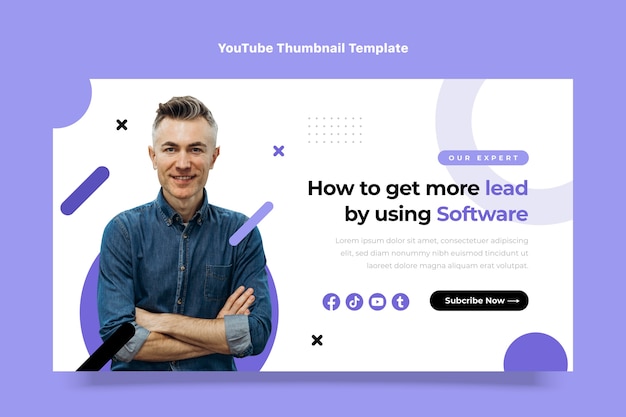 YouTube Thumbnail Template
OUR EXPERT
How to get more lead
by using Software
Lorem ipsum dolor sit amet, consectetuer
adipiscing elit, sed diam nonummy nibh euismod
tincidunt ut laoreet dolore magna aliquam erat volutpat.
Subcribe Now